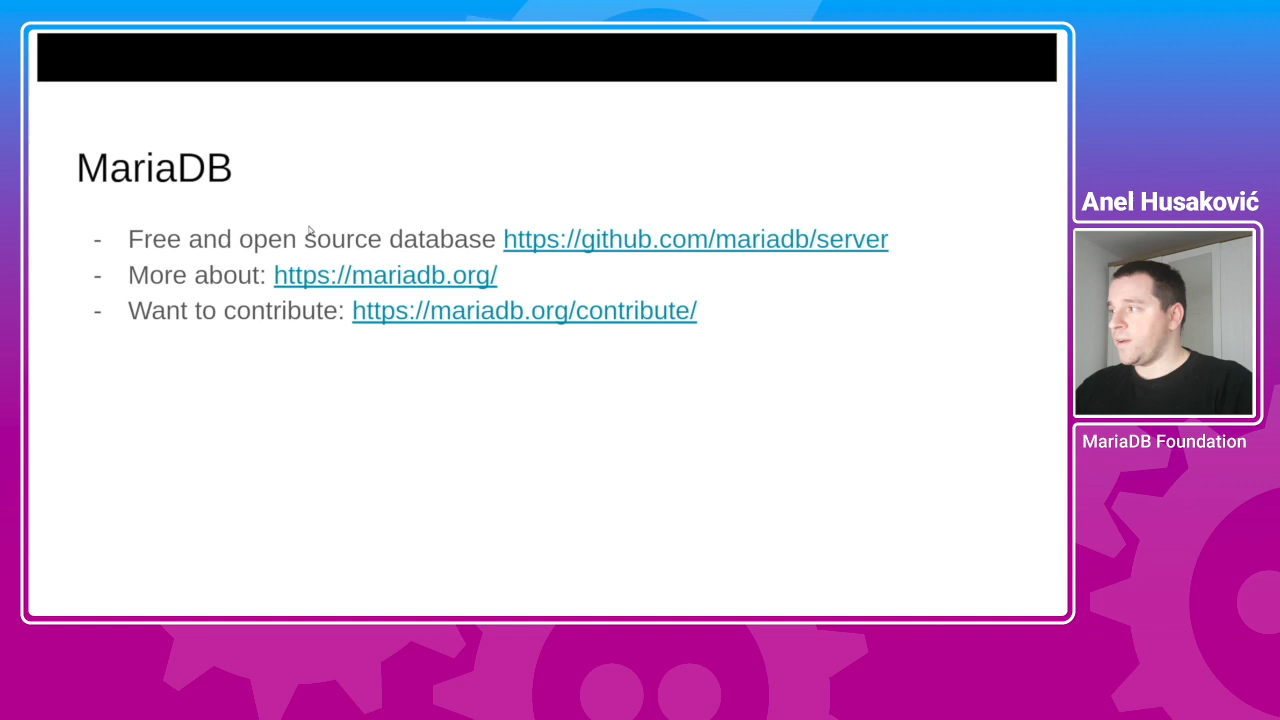 MariaDB
- Free and open source database https://github.com/mariadb/server
- More about: https://mariadb.org/
- Want to contribute: https://mariadb.org/contribute/
Anel Husaković
MariaDB Foundation